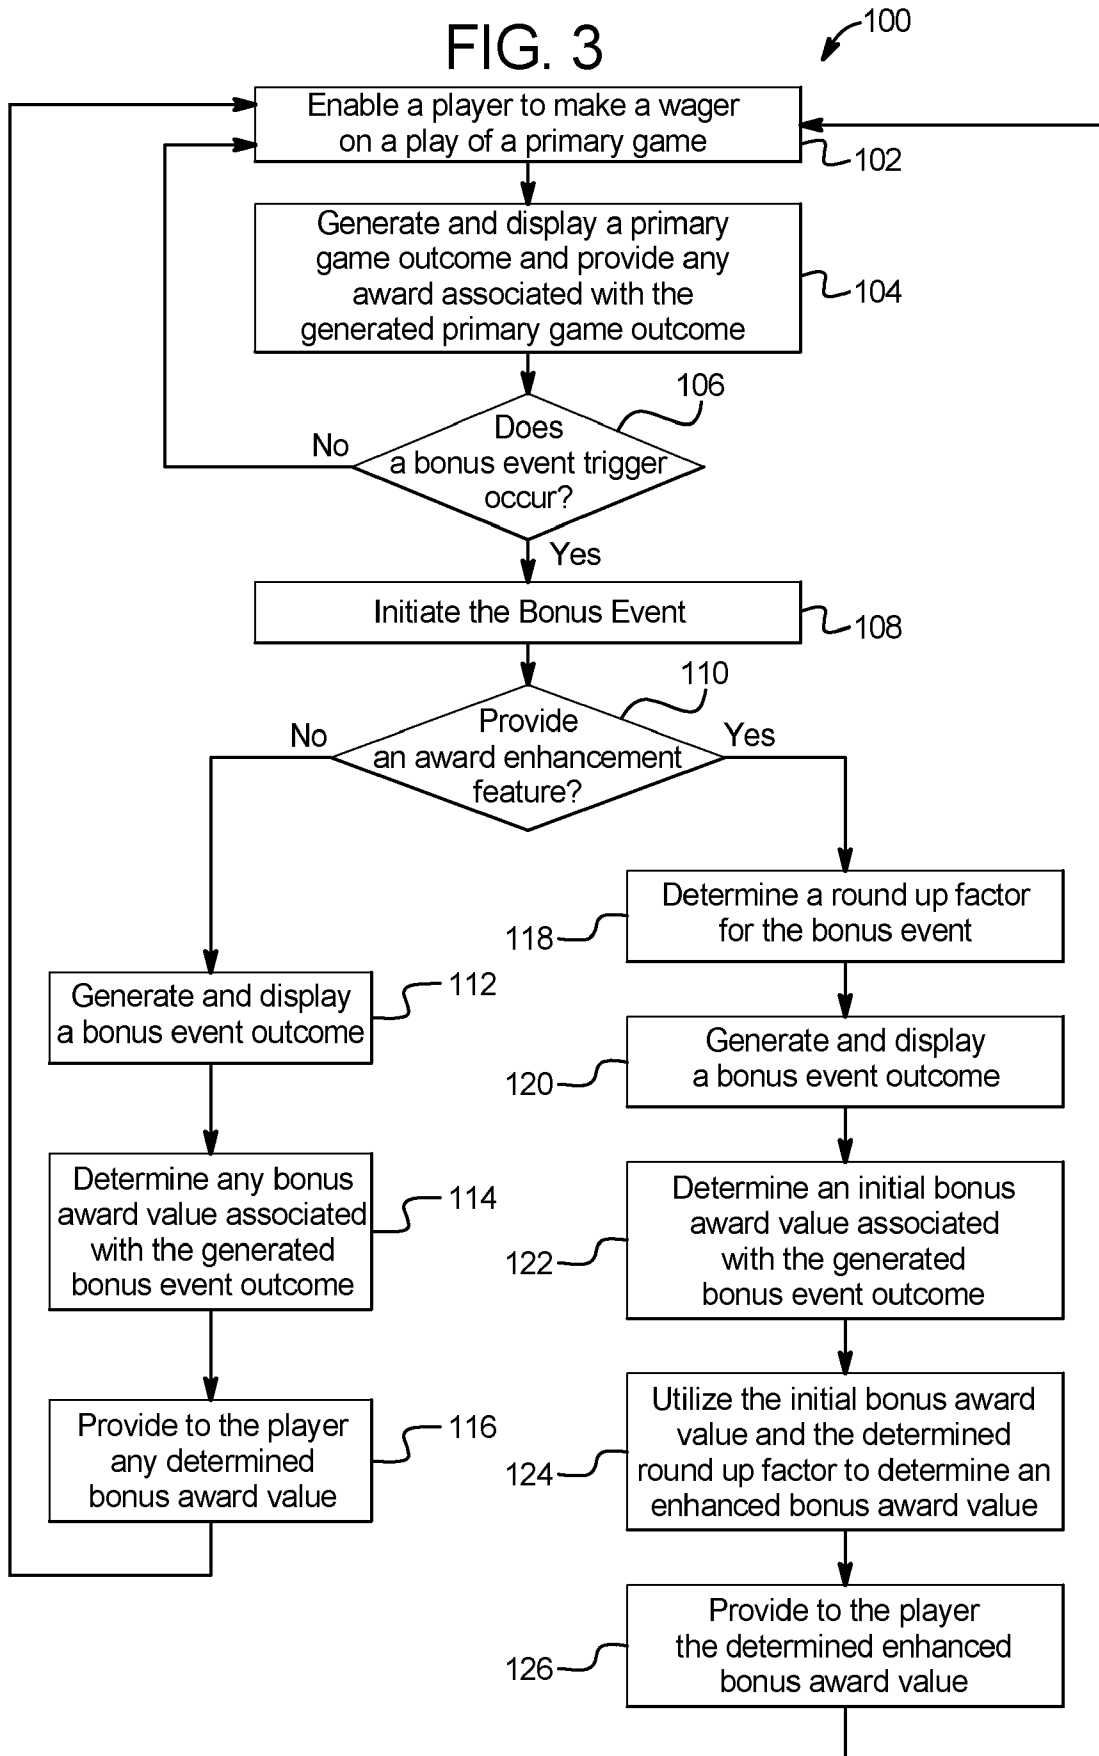 FIG. 3
100
Enable a player to make a wager
on a play of a primary game
102
Generate and display a primary
game outcome and provide any
award associated with the
generated primary game outcome
104
106
Does
a bonus event trigger
occur?
No
Yes
Initiate the Bonus Event
108
110
Provide
an award enhancement
feature?
No
Yes
Generate and display
a bonus event outcome
112
Determine any bonus
award value associated
with the generated
bonus event outcome
114
Provide to the player
any determined
bonus award value
116
Determine a round up factor
for the bonus event
118
Generate and display
a bonus event outcome
120
Determine an initial bonus
award value associated
with the generated
bonus event outcome
122
Utilize the initial bonus award
value and the determined
round up factor to determine an
enhanced bonus award value
124
Provide to the player
the determined enhanced
bonus award value
126